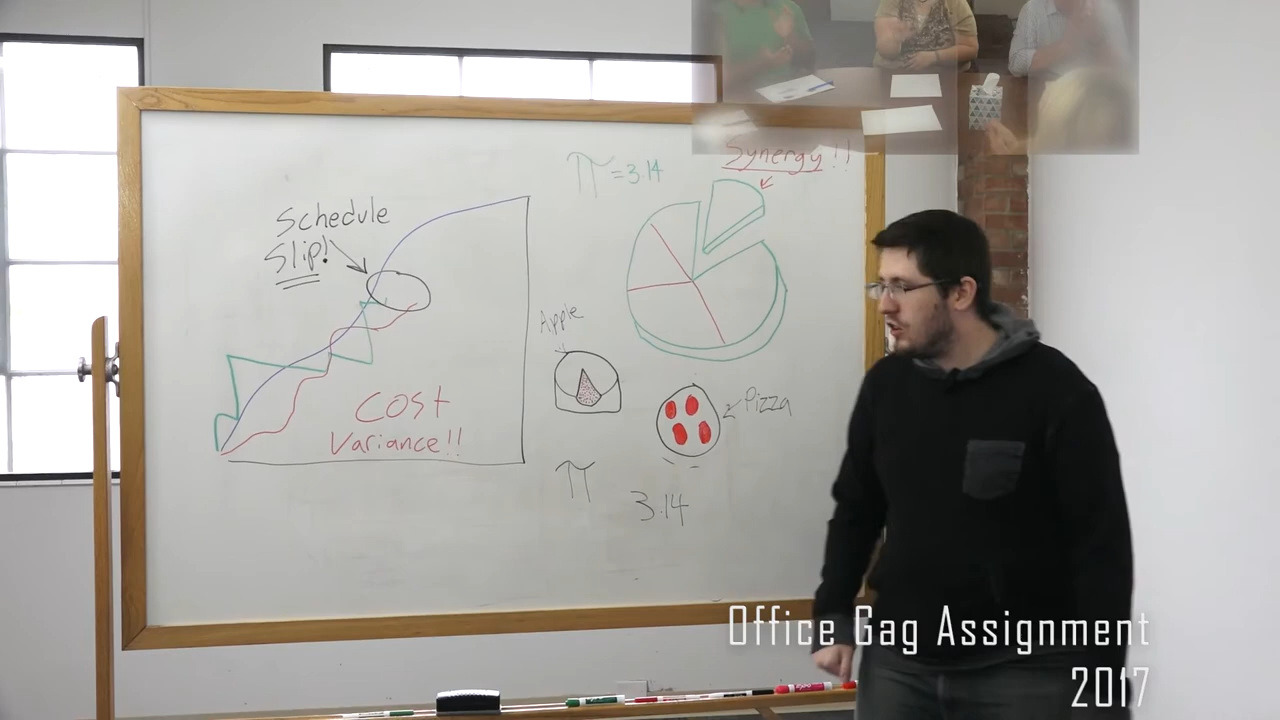 Schedule
Slip!
Cost
Variance!!
π = 3.14
Synergy!!
Apple
Pizza
π
3.14
Office Gag Assignment
2017